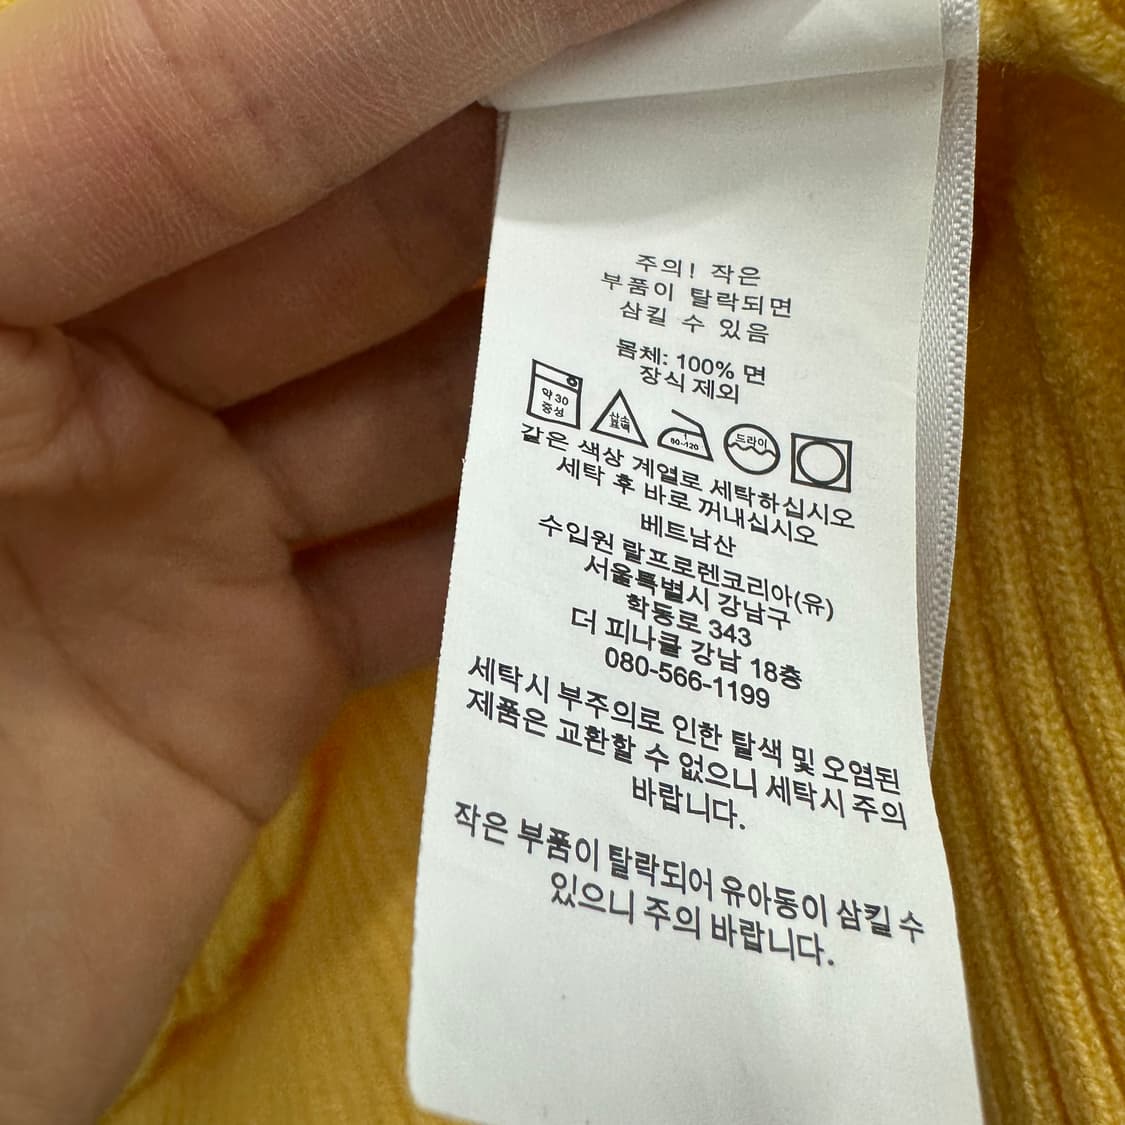 주의! 작은
부품이 탈락되면
삼킬 수 있음
몸체: 100% 면
장식 제외
약 30
중성
산소
표백
80~120
드라이
같은 색상 계열로 세탁하십시오
세탁 후 바로 꺼내십시오
베트남산
수입원 랄프로렌코리아(유)
서울특별시 강남구
학동로 343
더 피나클 강남 18층
080-566-1199
세탁시 부주의로 인한 탈색 및 오염된
제품은 교환할 수 없으니 세탁시 주의
바랍니다.
작은 부품이 탈락되어 유아동이 삼킬 수
있으니 주의 바랍니다.